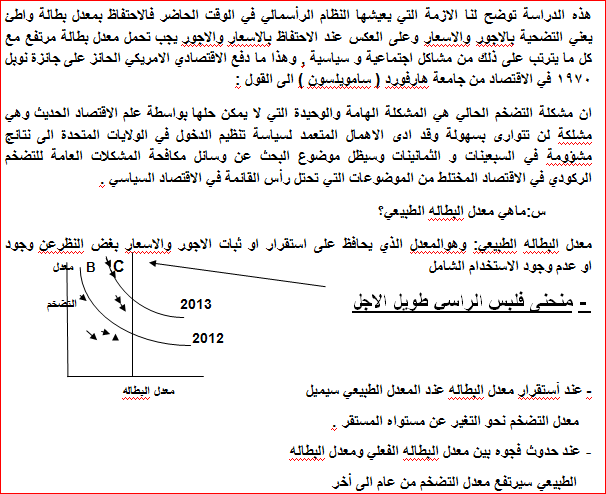 هذه الدراسة توضح لنا الازمة التي يعيشها النظام الرأسمالي في الوقت الحاضر فالاحتفاظ بمعدل بطالة واطئ
يعني التضحية بالاجور والاسعار وعلى العكس عند الاحتفاظ بالاسعار والاجور يجب تحمل معدل بطالة مرتفع مع
كل ما يترتب على ذلك من مشاكل اجتماعية و سياسية , وهذا ما دفع الاقتصادي الامريكي الحائز على جائزة نوبل
١٩٧٠ في الاقتصاد من جامعة هارفورد ( سامويلسون ) الى القول :
ان مشكلة التضخم الحالي هي المشكلة الهامة والوحيدة التي لا يمكن حلها بواسطة علم الاقتصاد الحديث وهي
مشلكة لن تتوارى بسهولة وقد ادى الاهمال المتعمد لسياسة تنظيم الدخول في الولايات المتحدة الى نتائج
مشؤومة في السبعينات و الثمانينات وسيظل موضوع البحث عن وسائل مكافحة المشكلات العامة للتضخم
الركودي في الاقتصاد المختلط من الموضوعات التي تحتل رأس القائمة في الاقتصاد السياسي .
س:ماهي معدل البطاله الطبيعي؟
معدل البطاله الطبيعي: وهوالمعدل الذي يحافظ على استقرار او ثبات الاجور والاسعار بغض النظرعن وجود
او عدم وجود الاستخدام الشامل
معدل
B
C
التضخم
2013
2012
معدل البطاله
- منحنى فلبس الراسي طويل الاجل
- عند أستقرار معدل البطاله عند المعدل الطبيعي سيميل
معدل التضخم نحو التغير عن مستواه المستقر .
- عند حدوث فجوه بين معدل البطاله الفعلي ومعدل البطاله
الطبيعي سيرتفع معدل التضخم من عام الى أخر